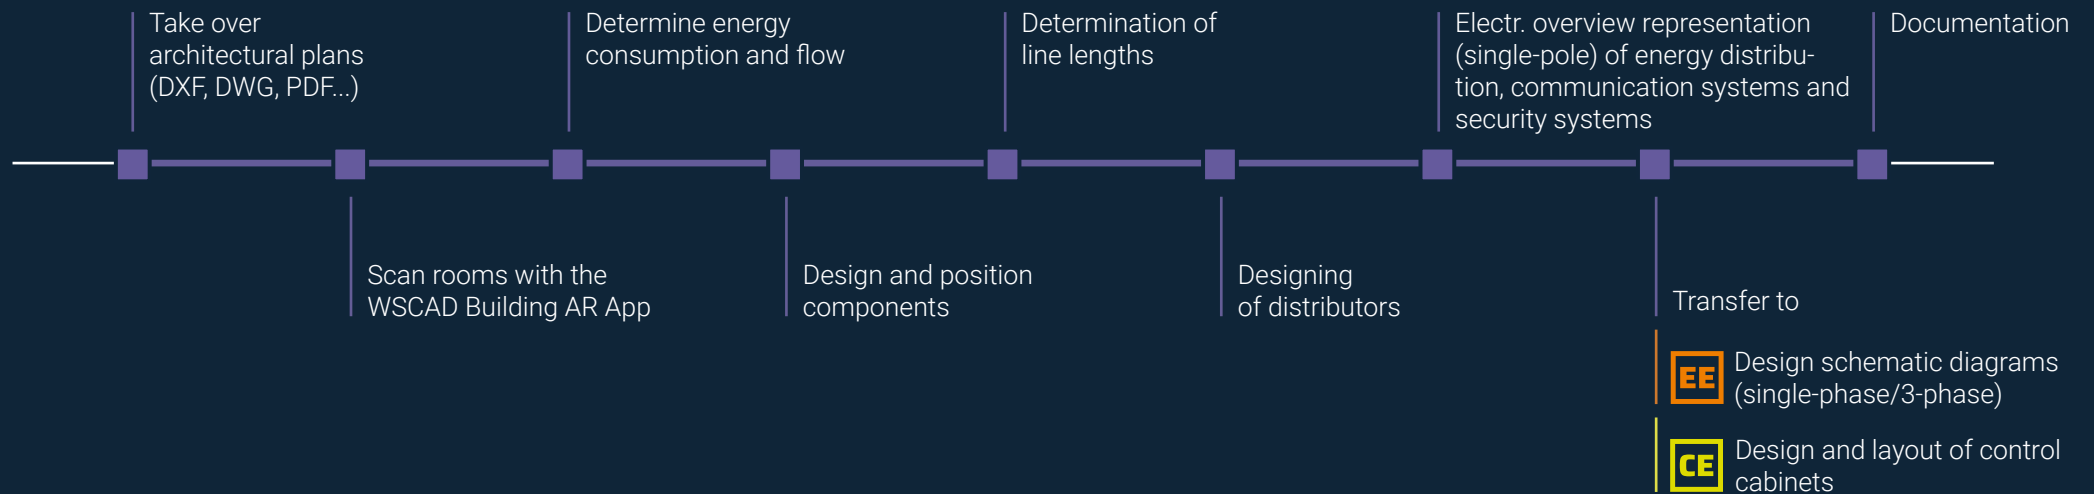 Take over
architectural plans
(DXF, DWG, PDF...)
Determine energy
consumption and flow
Determination of
line lengths
Electr. overview representation
(single-pole) of energy distribu-
tion, communication systems and
security systems
Documentation
Scan rooms with the
WSCAD Building AR App
Design and position
components
Designing
of distributors
Transfer to
EE
Design schematic diagrams
(single-phase/3-phase)
CE
Design and layout of control
cabinets